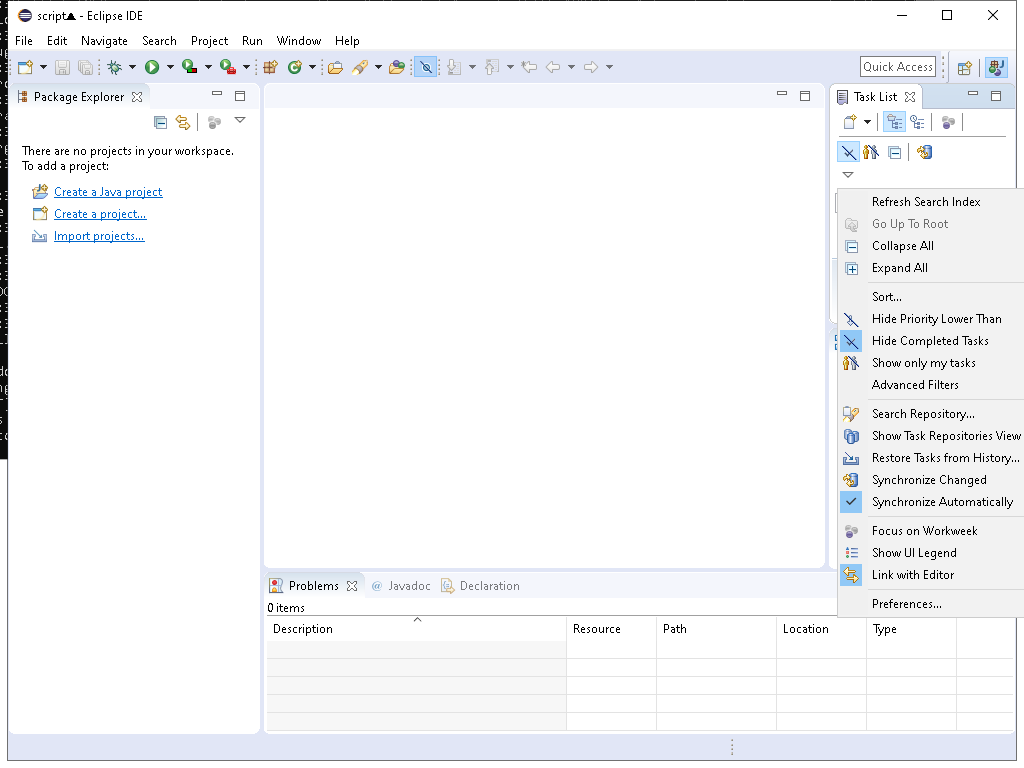 script▲ - Eclipse IDE
File Edit Navigate Search Project Run Window Help
Quick Access
Package Explorer
There are no projects in your workspace.
To add a project:
Create a Java project
Create a project...
Import projects...
Task List
Refresh Search Index
Go Up To Root
Collapse All
Expand All
Sort...
Hide Priority Lower Than
Hide Completed Tasks
Show only my tasks
Advanced Filters
Search Repository...
Show Task Repositories View
Restore Tasks from History...
Synchronize Changed
Synchronize Automatically
Focus on Workweek
Show UI Legend
Link with Editor
Preferences...
Problems @ Javadoc Declaration
0 items
Description Resource Path Location Type